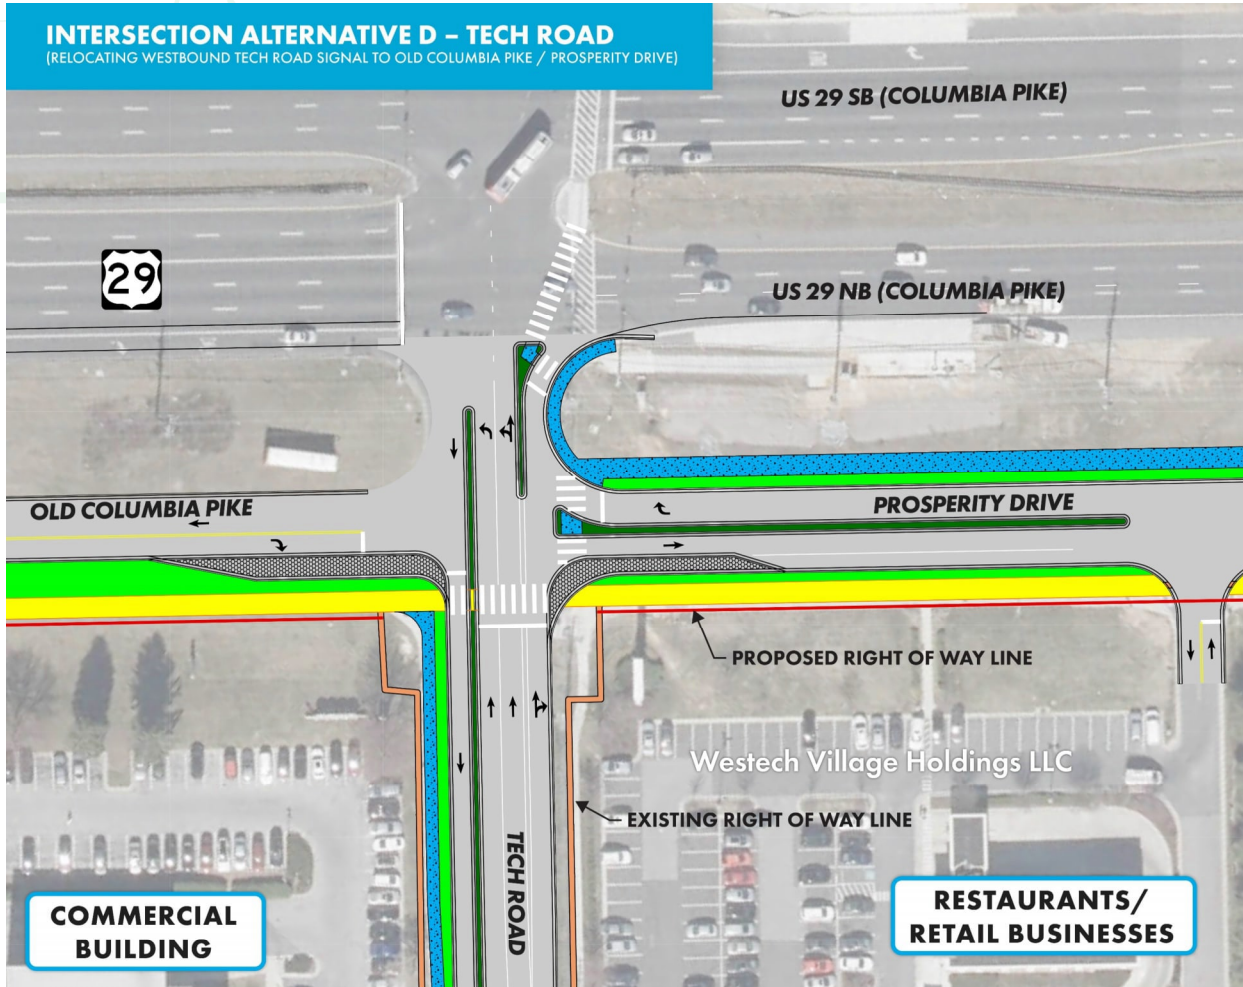 INTERSECTION ALTERNATIVE D – TECH ROAD
(RELOCATING WESTBOUND TECH ROAD SIGNAL TO OLD COLUMBIA PIKE / PROSPERITY DRIVE)
US 29 SB (COLUMBIA PIKE)
29
US 29 NB (COLUMBIA PIKE)
OLD COLUMBIA PIKE
PROSPERITY DRIVE
PROPOSED RIGHT OF WAY LINE
Westech Village Holdings LLC
EXISTING RIGHT OF WAY LINE
TECH ROAD
COMMERCIAL
BUILDING
RESTAURANTS/
RETAIL BUSINESSES